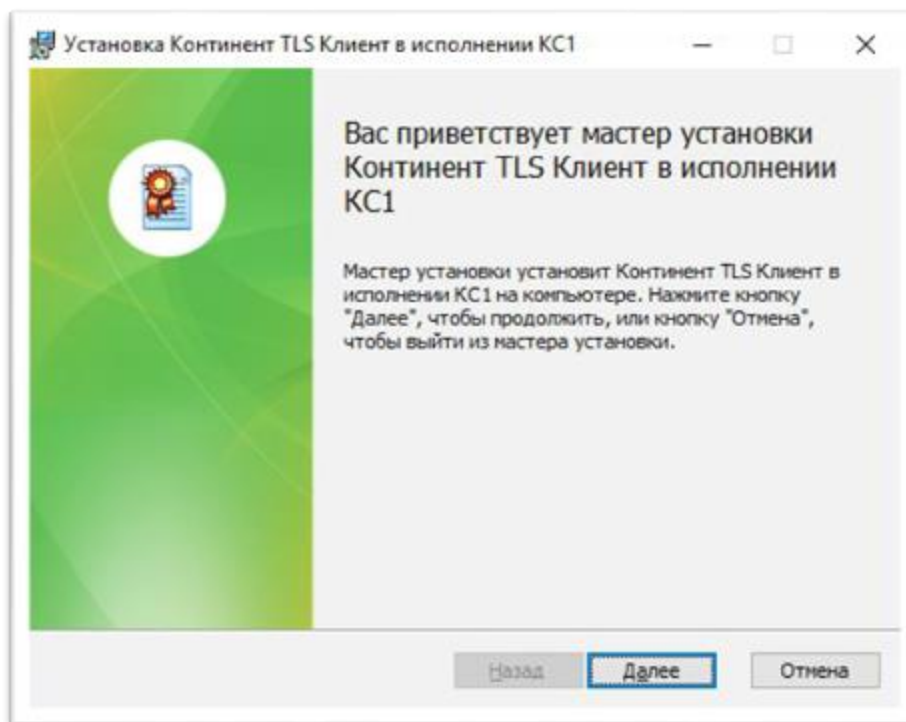 Установка Континент TLS Клиент в исполнении КС1
Вас приветствует мастер установки
Континент TLS Клиент в исполнении
КС1
Мастер установки установит Континент TLS Клиент в
исполнении КС1 на компьютере. Нажмите кнопку
"Далее", чтобы продолжить, или кнопку "Отмена",
чтобы выйти из мастера установки.
Назад Далее Отмена